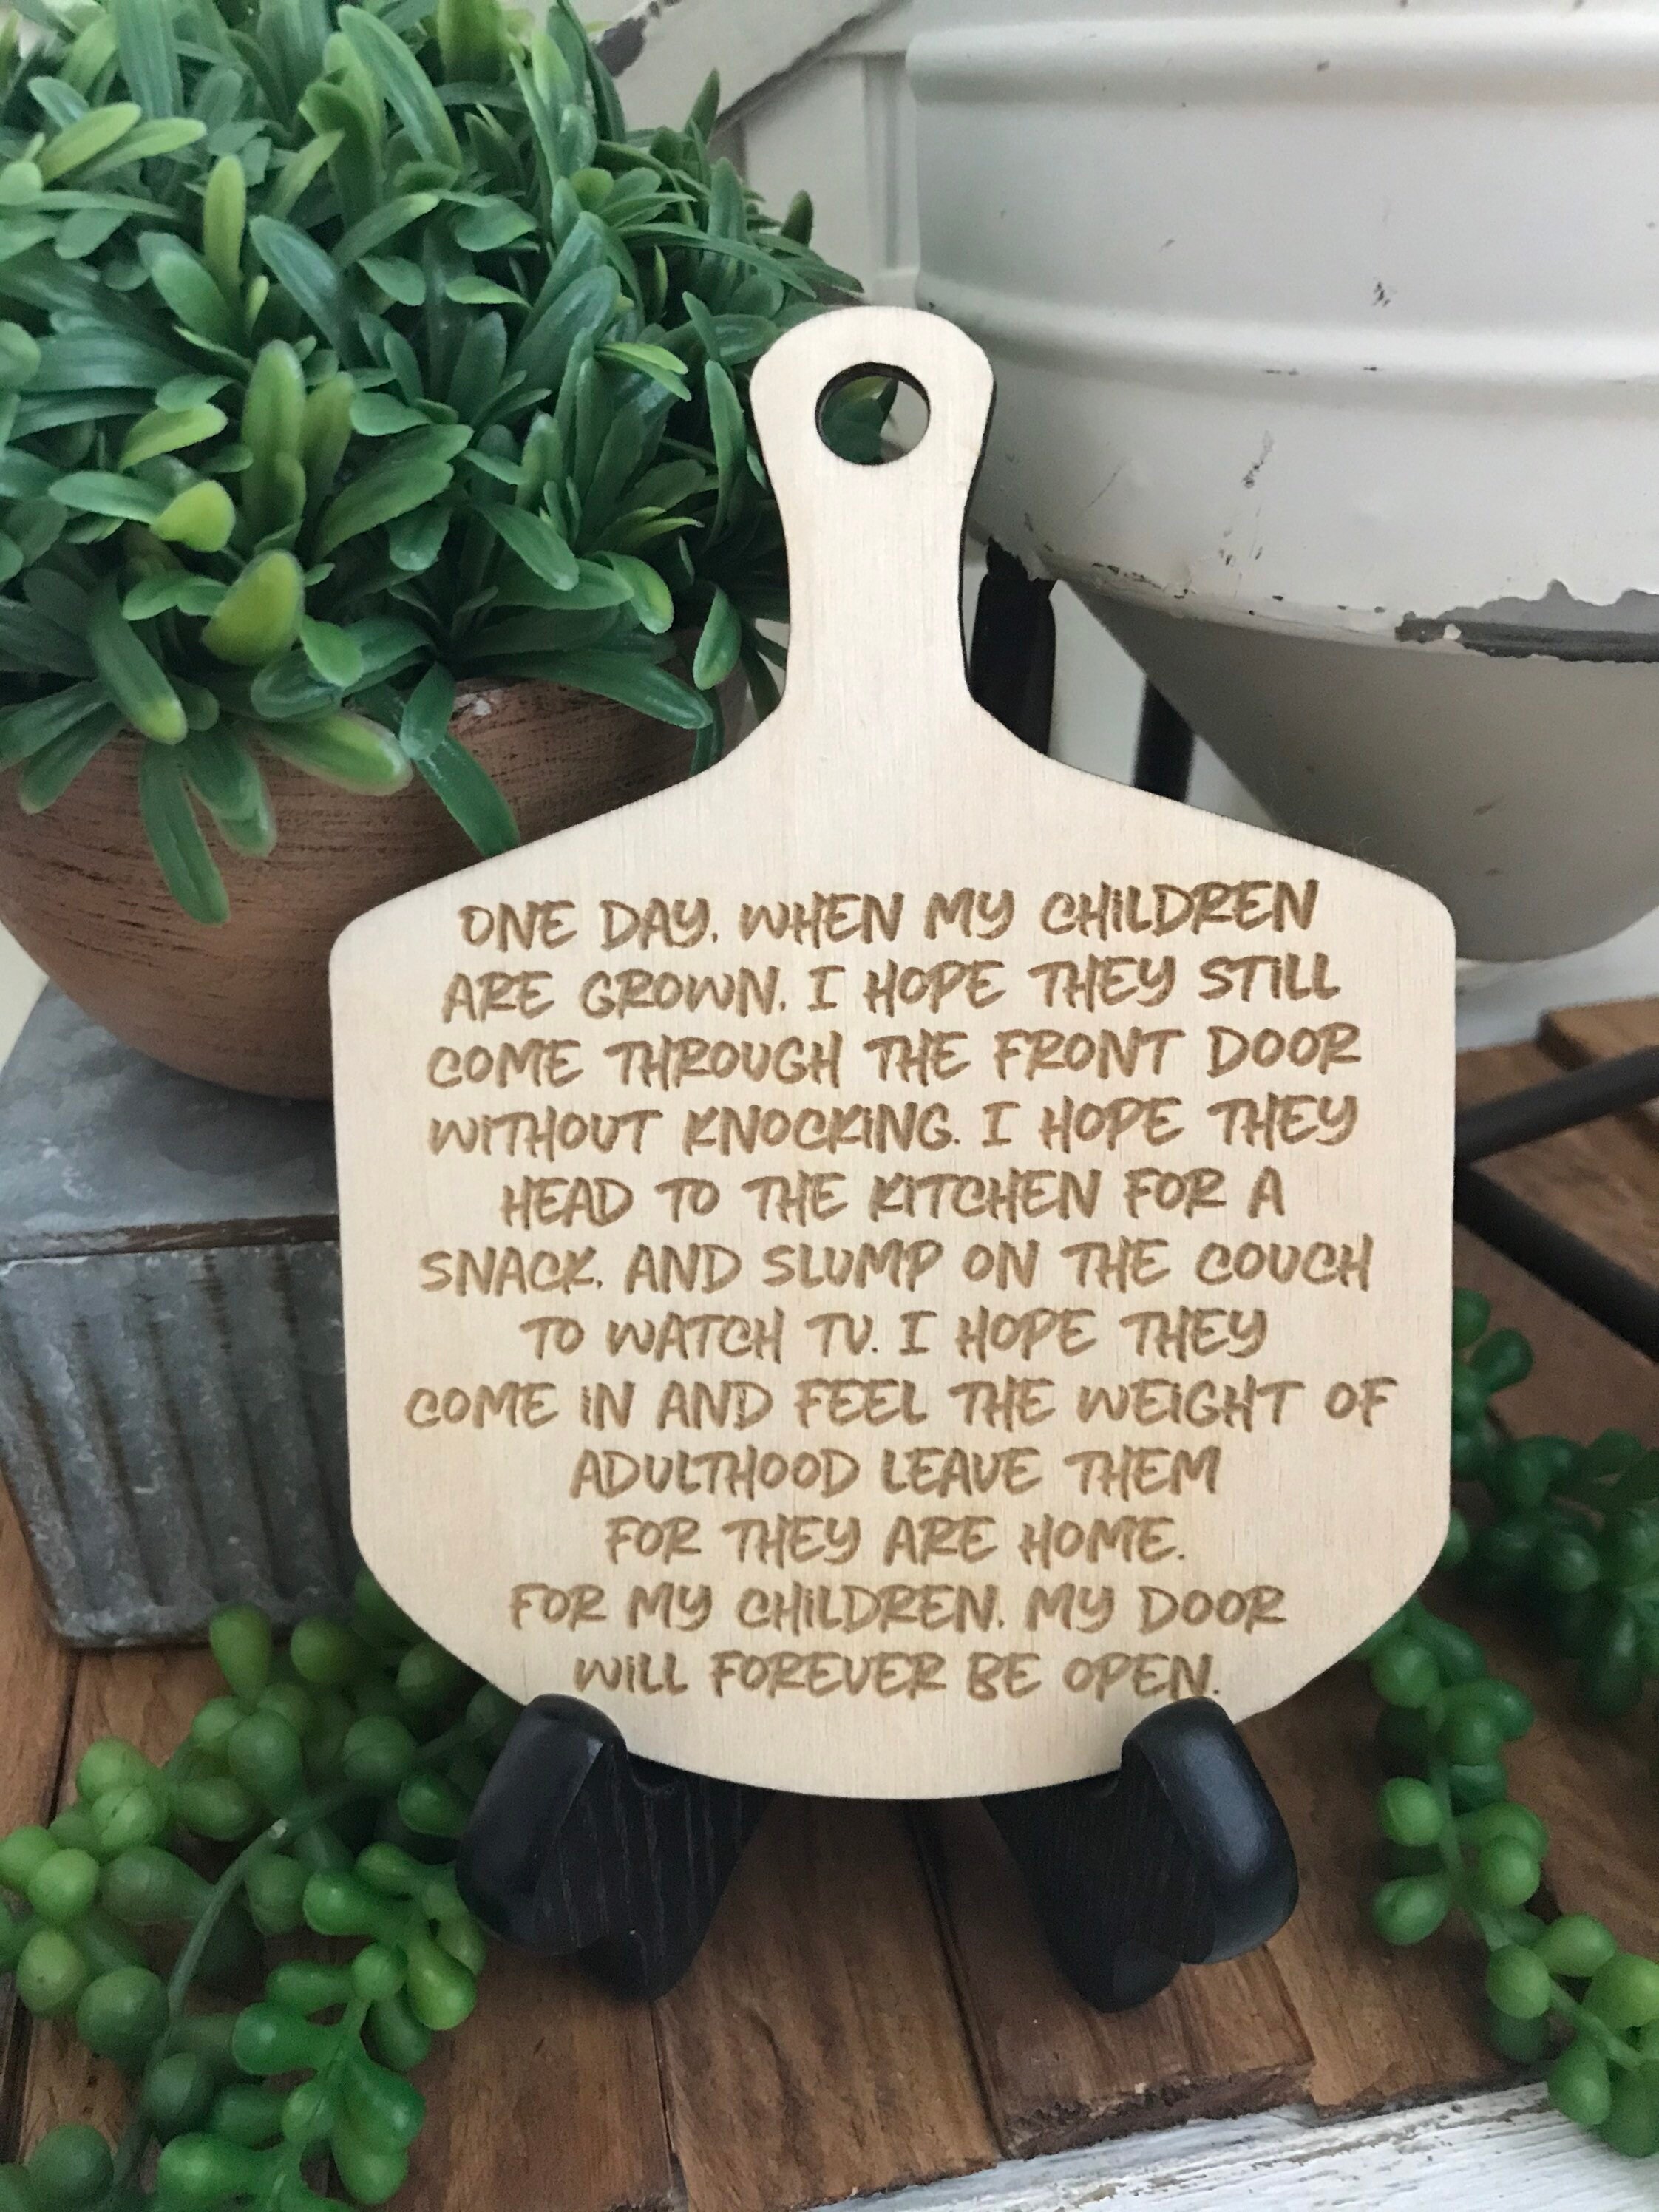 ONE DAY, WHEN MY CHILDREN
ARE GROWN, I HOPE THEY STILL
COME THROUGH THE FRONT DOOR
WITHOUT KNOCKING. I HOPE THEY
HEAD TO THE KITCHEN FOR A
SNACK, AND SLUMP ON THE COUCH
TO WATCH TV. I HOPE THEY
COME IN AND FEEL THE WEIGHT OF
ADULTHOOD LEAVE THEM
FOR THEY ARE HOME.
FOR MY CHILDREN, MY DOOR
WILL FOREVER BE OPEN.